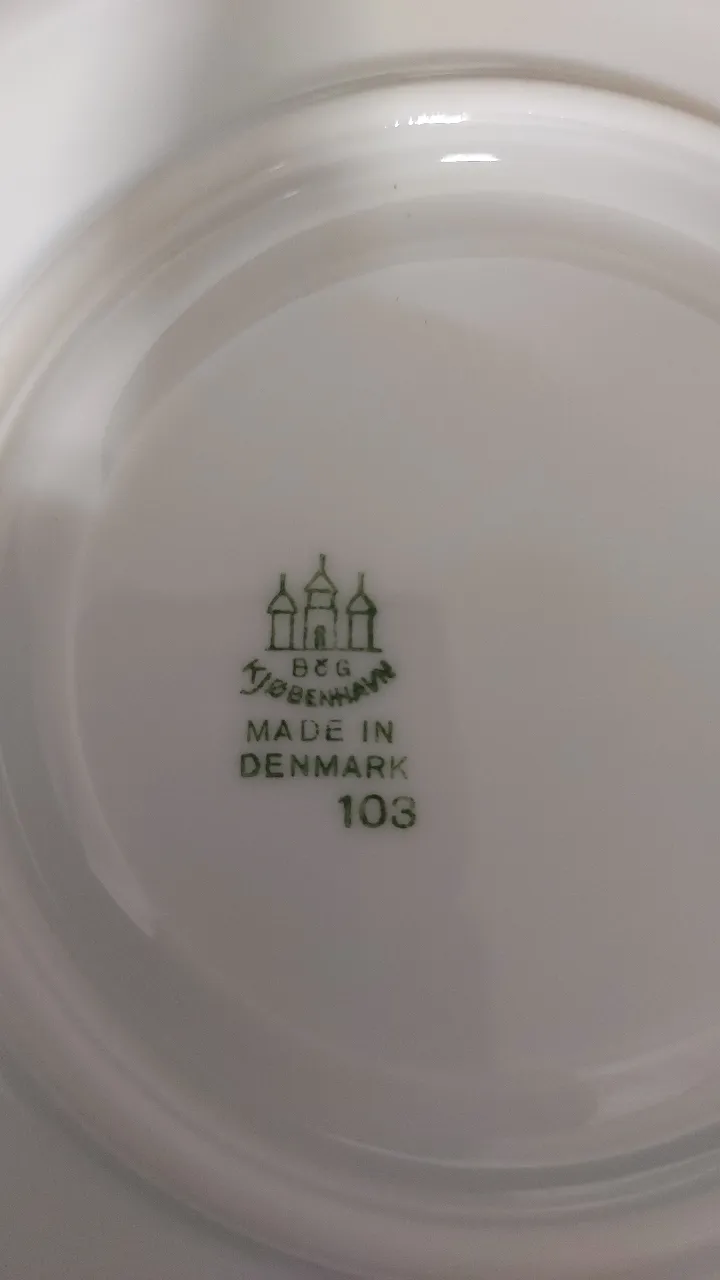 B&G
KJØBENHAVN
MADE IN
DENMARK
103